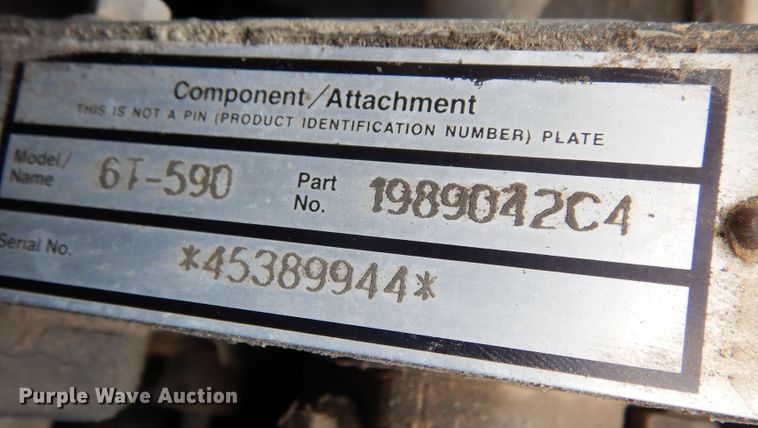 Component/Attachment
THIS IS NOT A PIN (PRODUCT IDENTIFICATION NUMBER) PLATE
Model/
Name 6T-590 Part
No. 1989042C4
Serial No. *45389944*
Purple Wave Auction